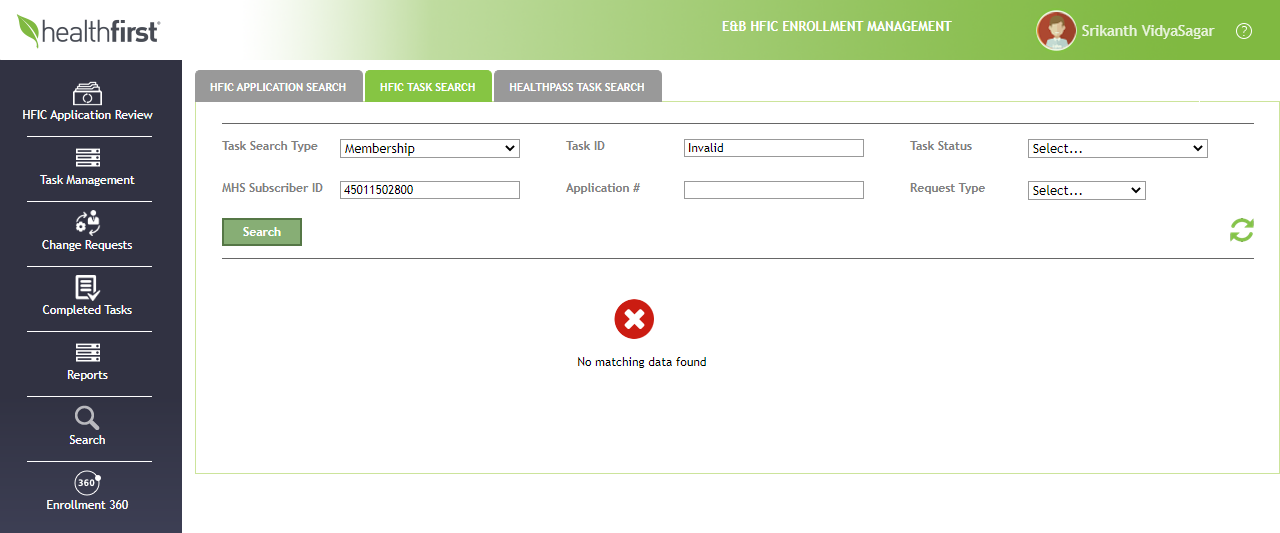 healthfirst
E&B HFIC ENROLLMENT MANAGEMENT
Srikanth VidyaSagar
?
HFIC Application Review
Task Management
Change Requests
Completed Tasks
Reports
Search
360
Enrollment 360
HFIC APPLICATION SEARCH
HFIC TASK SEARCH
HEALTHPASS TASK SEARCH
Task Search Type Membership Task ID Invalid Task Status Select...
MHS Subscriber ID 45011502800 Application # Request Type Select...
Search
No matching data found